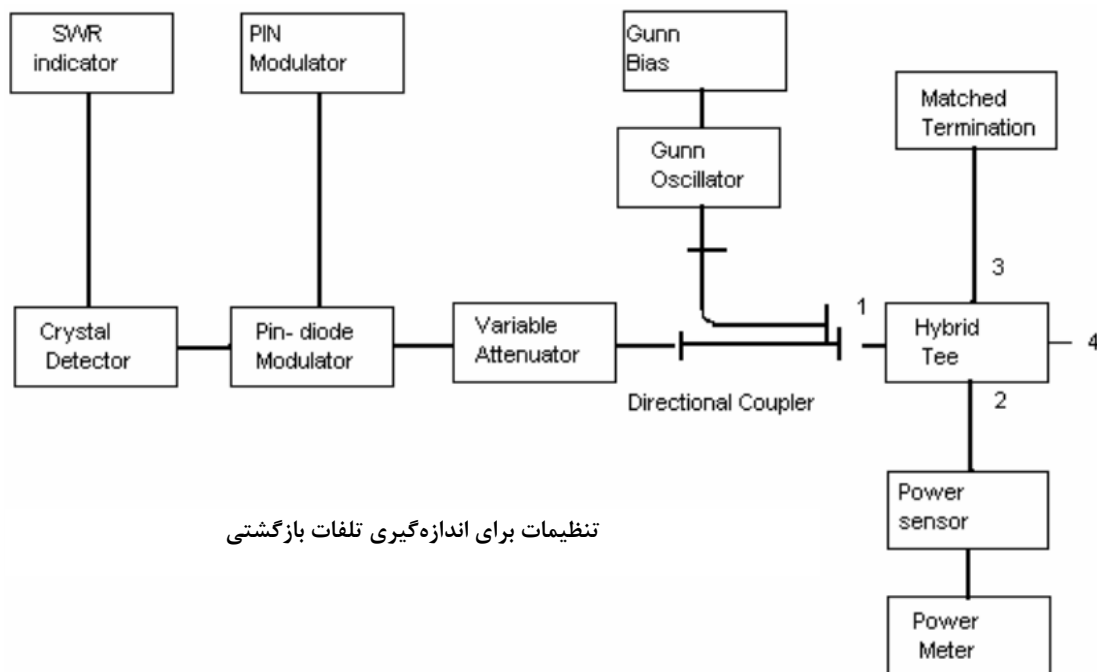 SWR
indicator
PIN
Modulator
Gunn
Bias
Matched
Termination
Gunn
Oscillator
3
1
Crystal
Detector
Pin- diode
Modulator
Variable
Attenuator
Hybrid
Tee
4
Directional Coupler
2
Power
sensor
تنظیمات برای اندازه‌گیری تلفات بازگشتی
Power
Meter